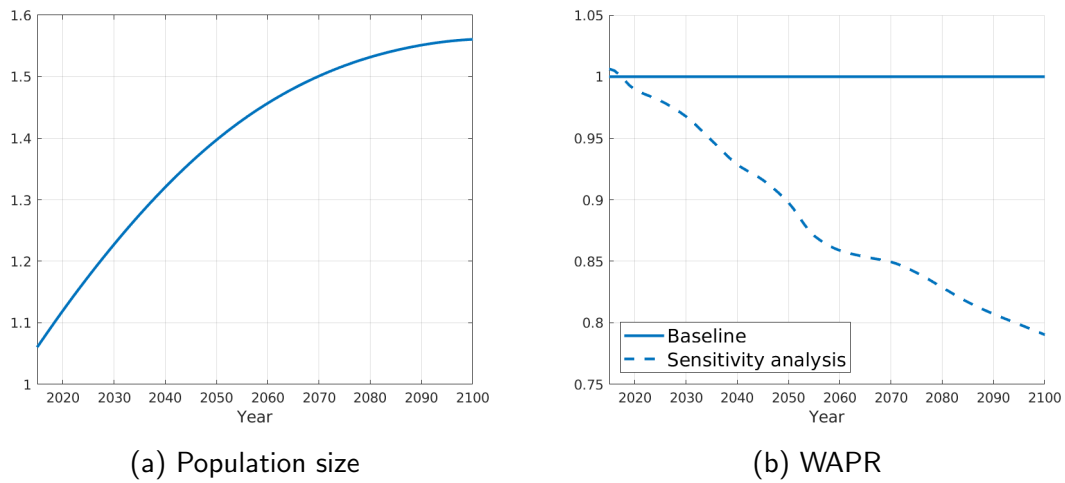 1.6
1.5
1.4
1.3
1.2
1.1
1
2020 2030 2040 2050 2060 2070 2080 2090 2100
Year
(a) Population size
1.05
1
0.95
0.9
0.85
0.8
0.75
Baseline
Sensitivity analysis
2020 2030 2040 2050 2060 2070 2080 2090 2100
Year
(b) WAPR